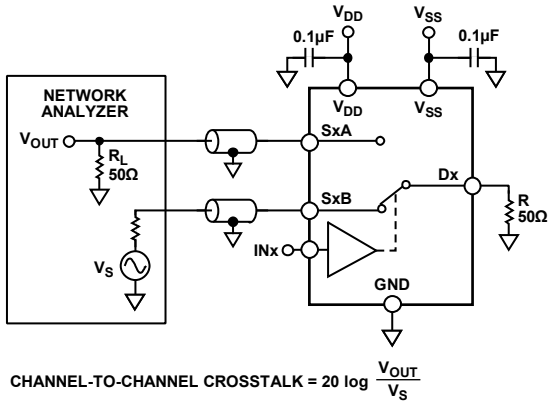 VDD
VSS
0.1µF
0.1µF
NETWORK
ANALYZER
VDD
VSS
VOUT
SxA
RL
50Ω
Dx
SxB
R
50Ω
INx
VS
GND
CHANNEL-TO-CHANNEL CROSSTALK = 20 log VOUT
VS